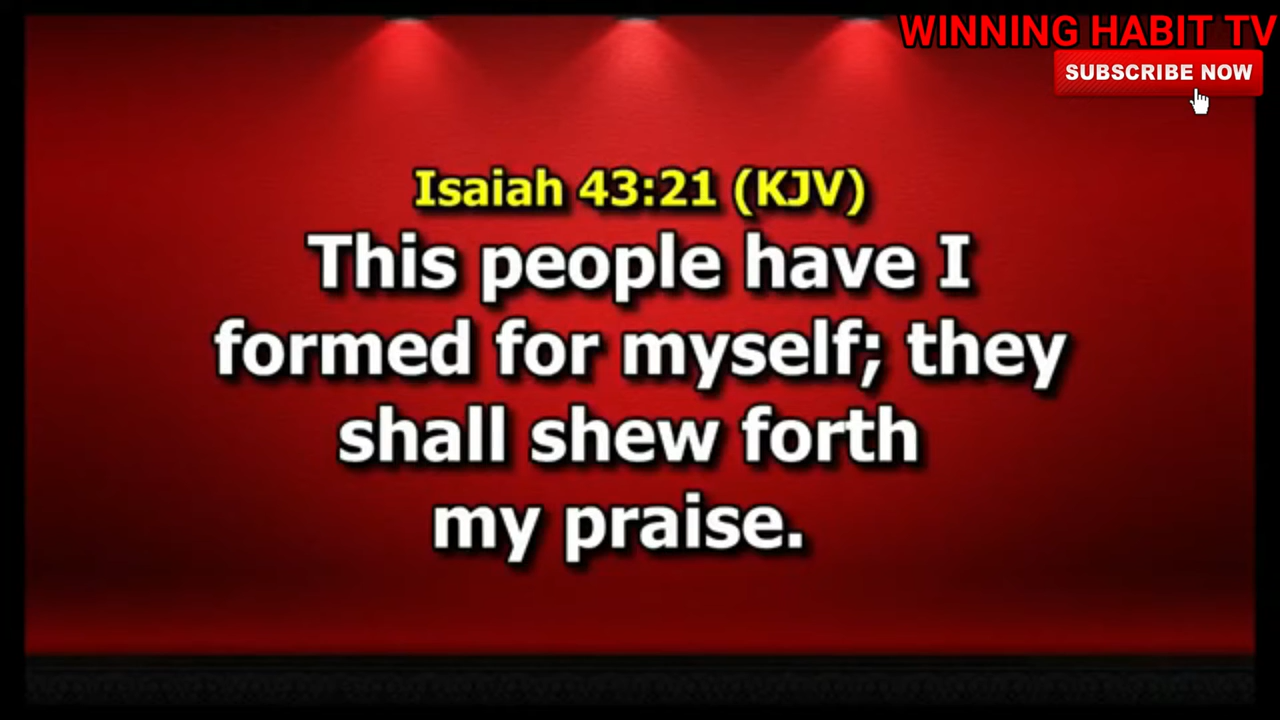 WINNING HABIT TV
SUBSCRIBE NOW
Isaiah 43:21 (KJV)
This people have I
formed for myself; they
shall shew forth
my praise.